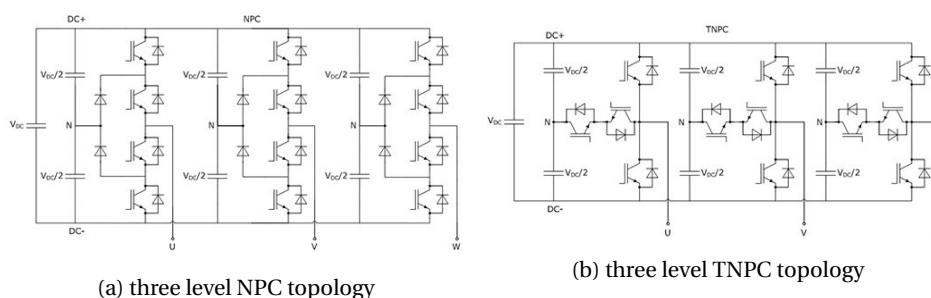 DC+ NPC
V_DC/2 V_DC/2 V_DC/2
V_DC N N N
V_DC/2 V_DC/2 V_DC/2
DC-
U V W
(a) three level NPC topology
DC+ TNPC
V_DC/2 V_DC/2 V_DC/2
V_DC N N N
V_DC/2 V_DC/2 V_DC/2
DC-
U V
(b) three level TNPC topology